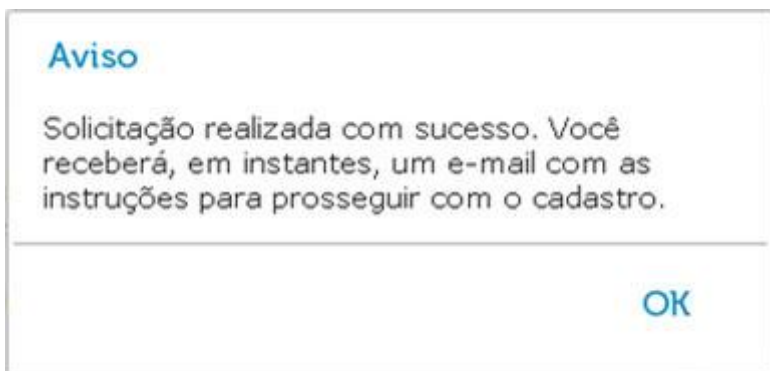 Aviso
Solicitação realizada com sucesso. Você
receberá, em instantes, um e-mail com as
instruções para prosseguir com o cadastro.
OK